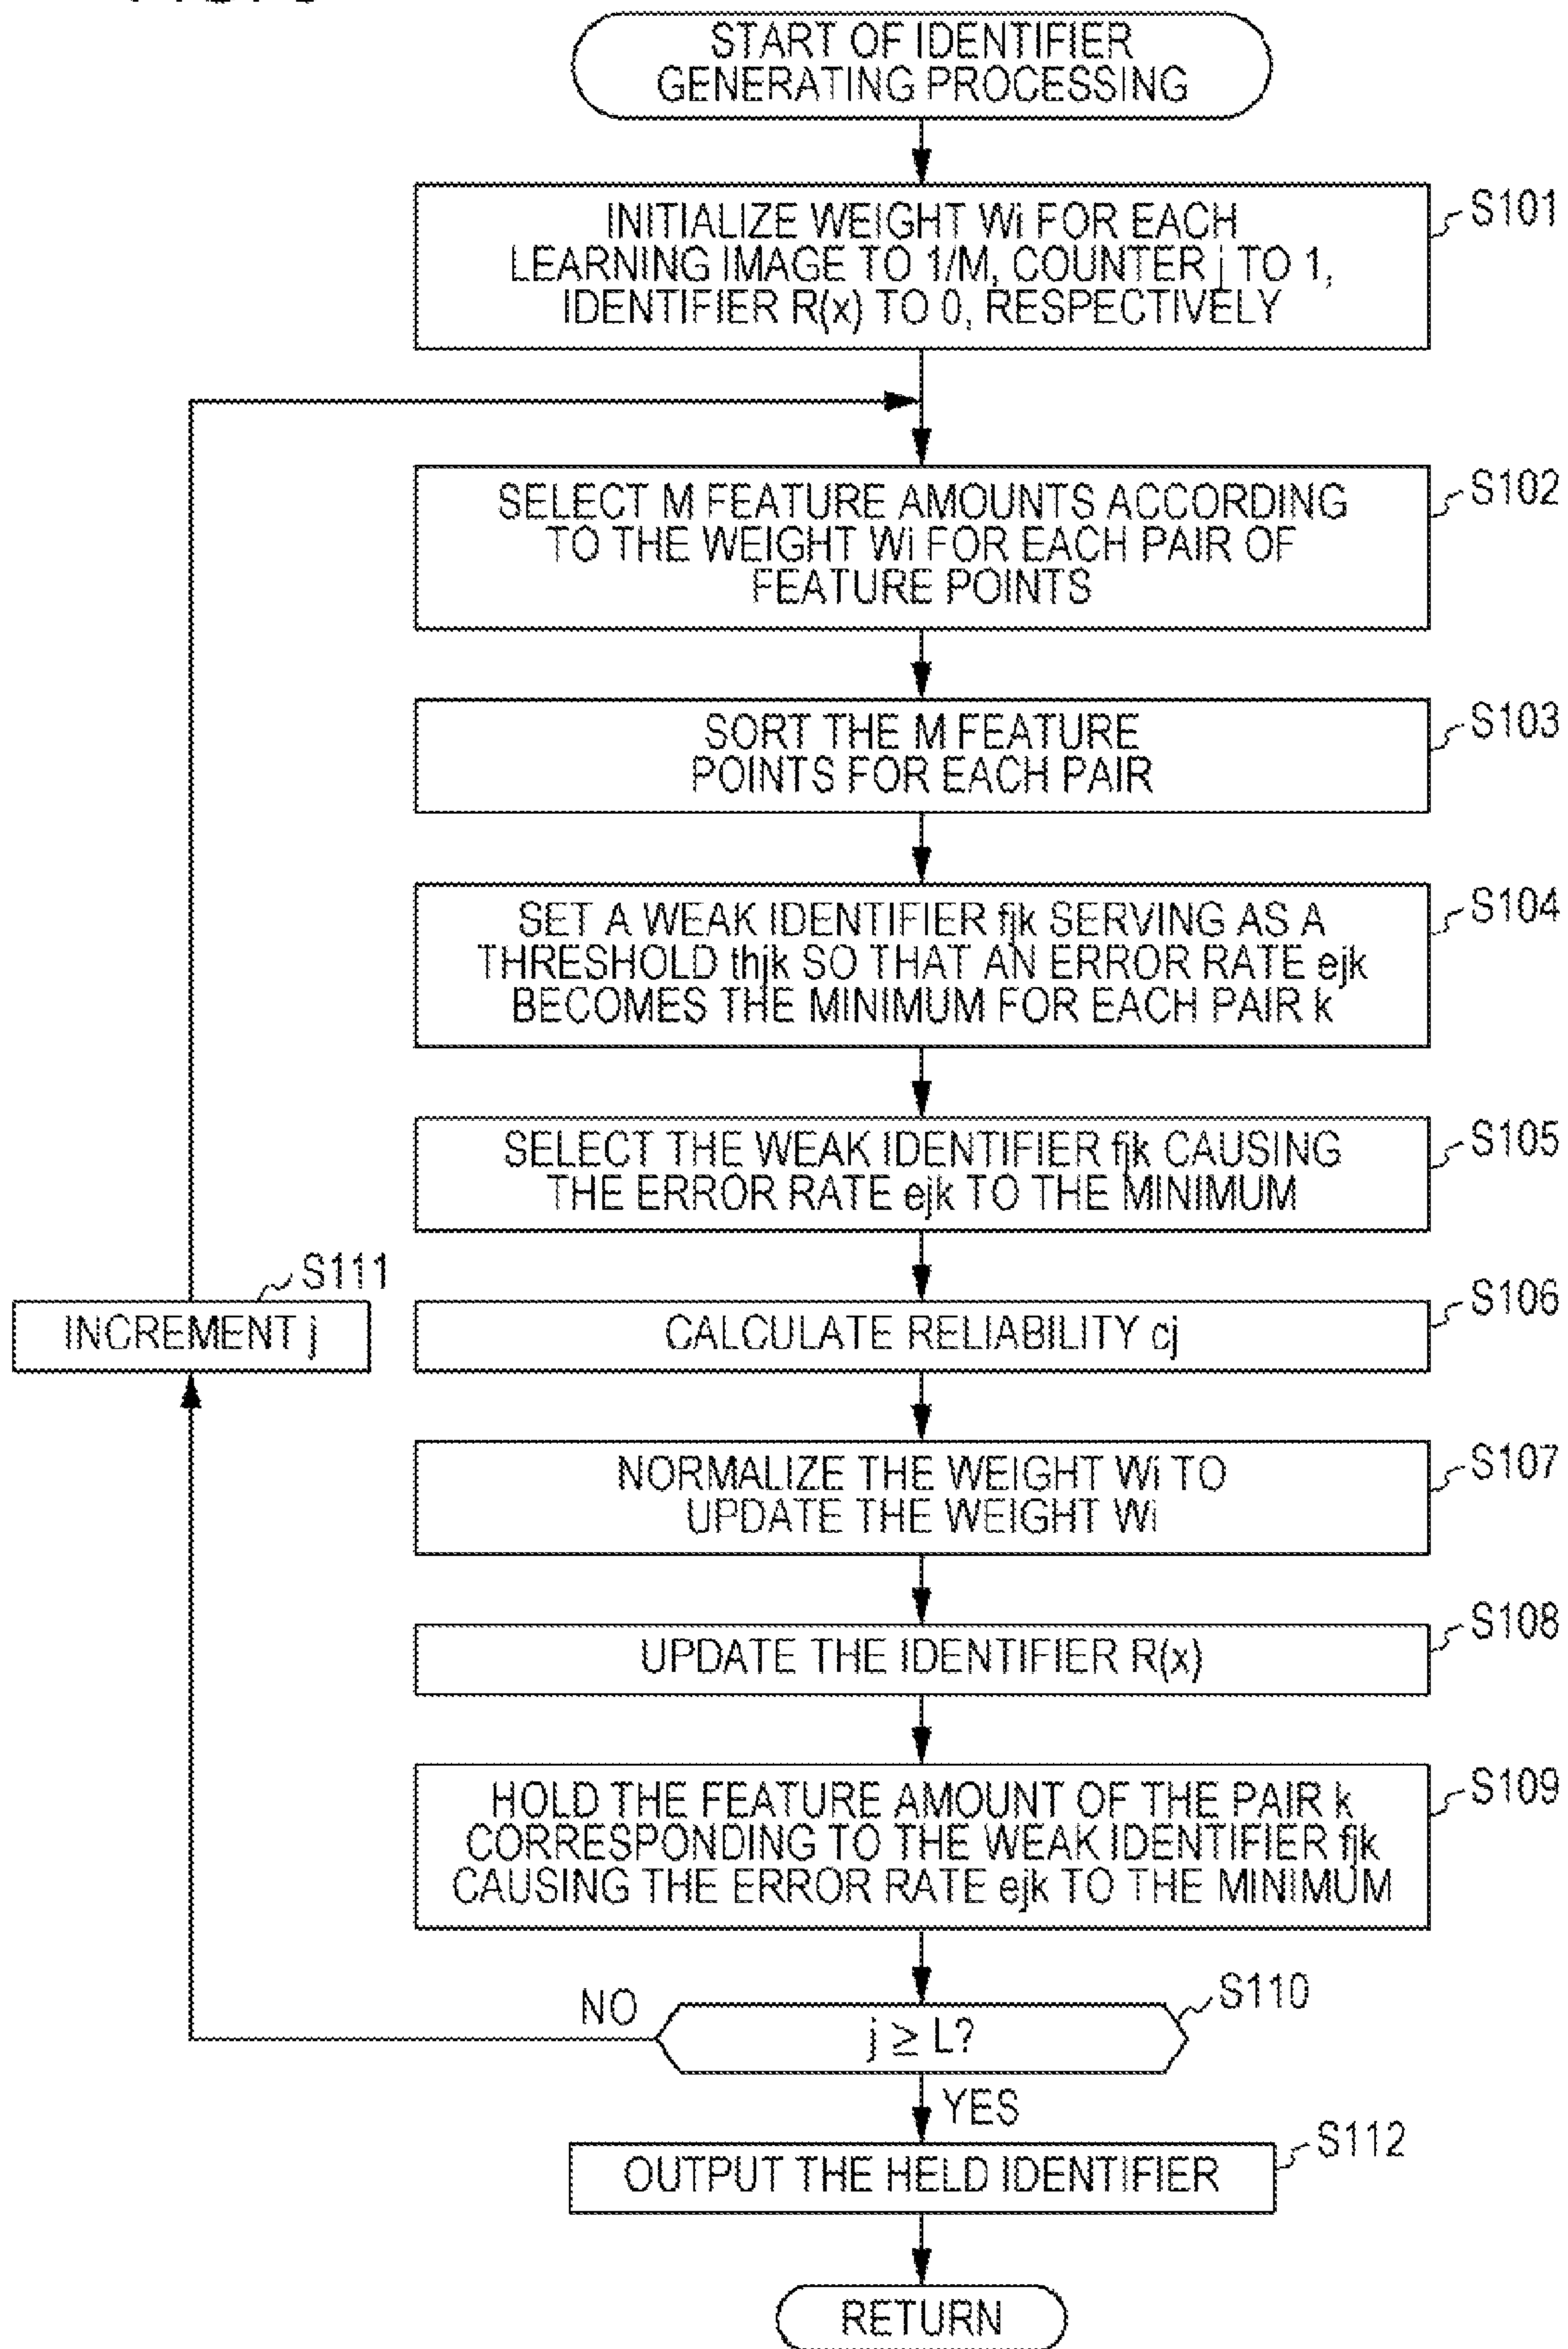 START OF IDENTIFIER
GENERATING PROCESSING
INITIALIZE WEIGHT Wi FOR EACH
LEARNING IMAGE TO 1/M, COUNTER j TO 1,
IDENTIFIER R(x) TO 0, RESPECTIVELY
S101
SELECT M FEATURE AMOUNTS ACCORDING
TO THE WEIGHT Wi FOR EACH PAIR OF
FEATURE POINTS
S102
SORT THE M FEATURE
POINTS FOR EACH PAIR
S103
SET A WEAK IDENTIFIER fjk SERVING AS A
THRESHOLD thjk SO THAT AN ERROR RATE ejk
BECOMES THE MINIMUM FOR EACH PAIR k
S104
SELECT THE WEAK IDENTIFIER fjk CAUSING
THE ERROR RATE ejk TO THE MINIMUM
S105
S111
INCREMENT j
CALCULATE RELIABILITY cj
S106
NORMALIZE THE WEIGHT Wi TO
UPDATE THE WEIGHT Wi
S107
UPDATE THE IDENTIFIER R(x)
S108
HOLD THE FEATURE AMOUNT OF THE PAIR k
CORRESPONDING TO THE WEAK IDENTIFIER fjk
CAUSING THE ERROR RATE ejk TO THE MINIMUM
S109
NO
j ≥ L?
S110
YES
OUTPUT THE HELD IDENTIFIER
S112
RETURN